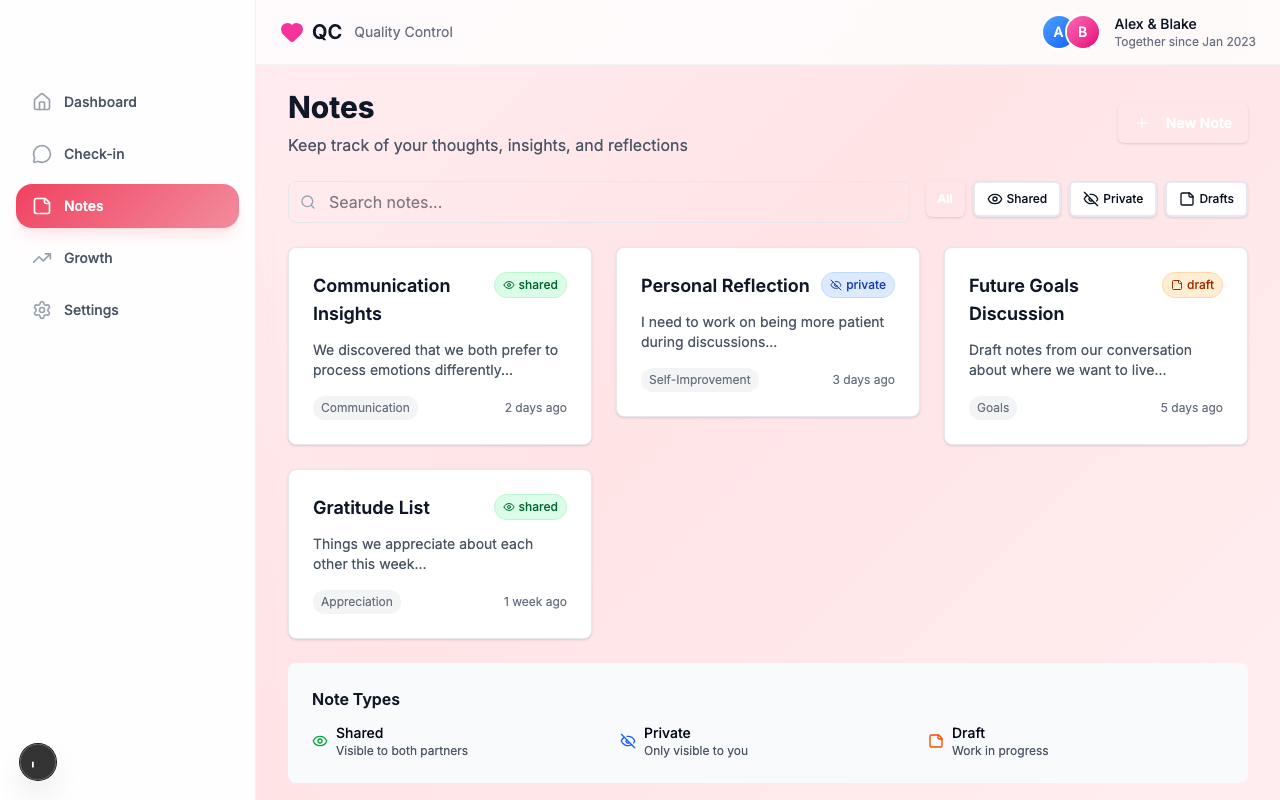 QC Quality Control
A B
Alex & Blake
Together since Jan 2023
Dashboard
Check-in
Notes
Growth
Settings
Notes
Keep track of your thoughts, insights, and reflections
+ New Note
Search notes...
All
Shared
Private
Drafts
Communication
Insights
shared
We discovered that we both prefer to
process emotions differently...
Communication
2 days ago
Personal Reflection
private
I need to work on being more patient
during discussions...
Self-Improvement
3 days ago
Future Goals
Discussion
draft
Draft notes from our conversation
about where we want to live...
Goals
5 days ago
Gratitude List
shared
Things we appreciate about each
other this week...
Appreciation
1 week ago
Note Types
Shared
Visible to both partners
Private
Only visible to you
Draft
Work in progress